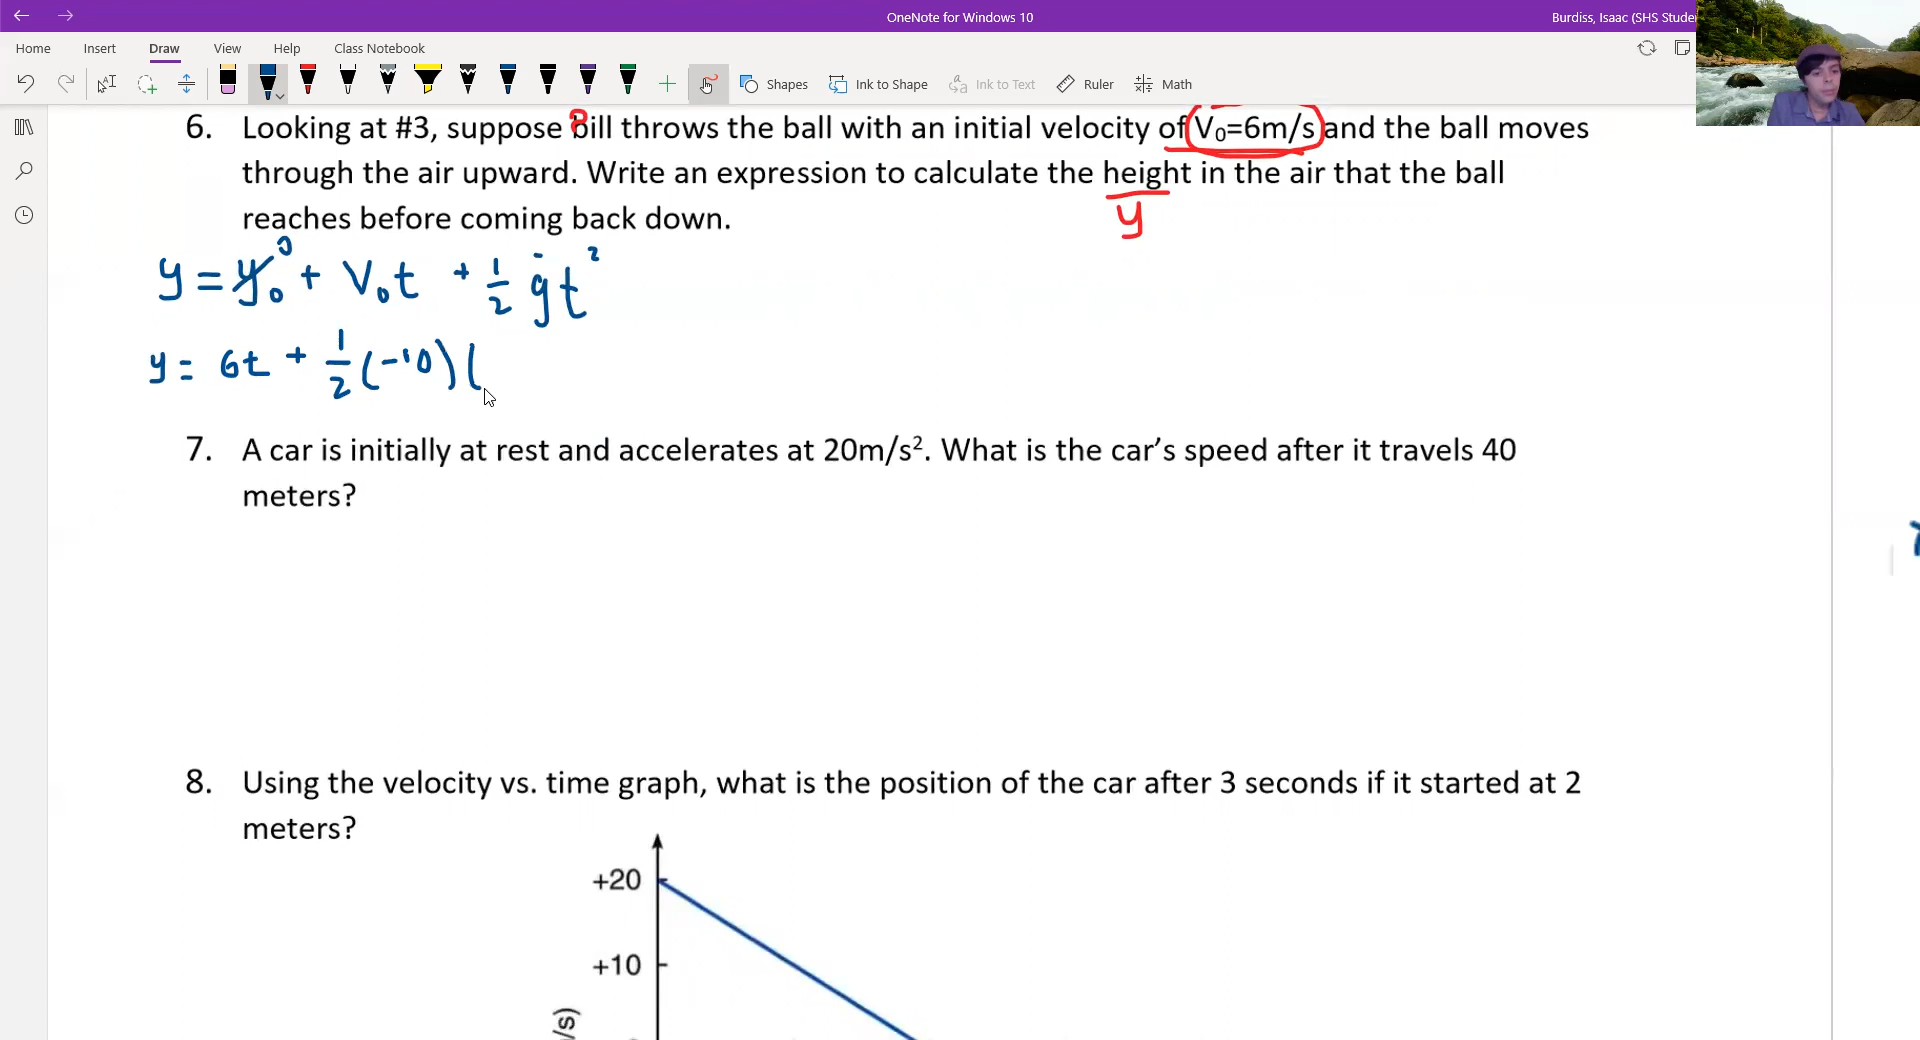 OneNote for Windows 10
Burdiss, Isaac (SHS Stude
Home Insert Draw View Help Class Notebook
Shapes Ink to Shape Ink to Text Ruler Math
6. Looking at #3, suppose bill throws the ball with an initial velocity of V₀=6m/s and the ball moves
through the air upward. Write an expression to calculate the height in the air that the ball
reaches before coming back down.
y
0
y = y₀ + V₀t + 1/2 gt²
y = 6t + 1/2 (-10)(
7. A car is initially at rest and accelerates at 20m/s². What is the car’s speed after it travels 40
meters?
8. Using the velocity vs. time graph, what is the position of the car after 3 seconds if it started at 2
meters?
+20
+10
/s)